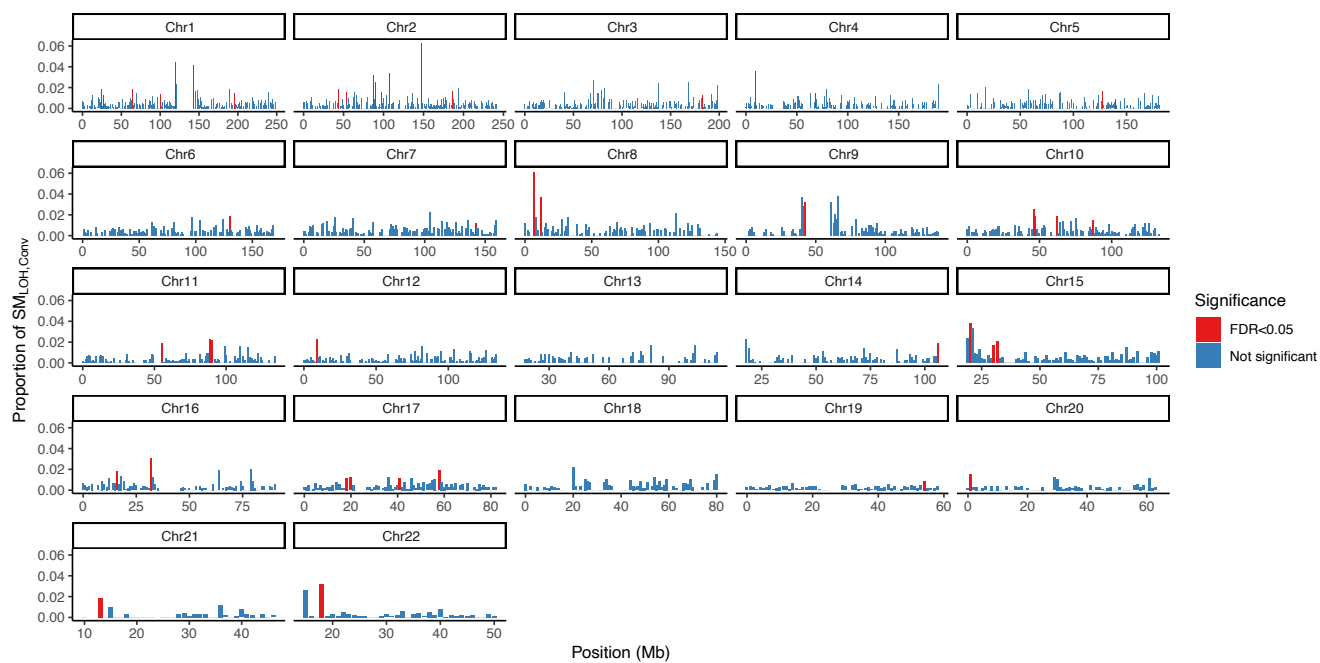 Chr1 Chr2 Chr3 Chr4 Chr5
0.06
0.04
0.02
0.00
0 50 100 150 200 250 0 50 100 150 200 250 0 50 100 150 200 0 50 100 150 0 50 100 150
Chr6 Chr7 Chr8 Chr9 Chr10
0.06
0.04
0.02
0.00
0 50 100 150 0 50 100 150 0 50 100 150 0 50 100 0 50 100
Chr11 Chr12 Chr13 Chr14 Chr15
0.06
0.04
0.02
0.00
0 50 100 0 50 100 30 60 90 25 50 75 100 25 50 75 100
Chr16 Chr17 Chr18 Chr19 Chr20
0.06
0.04
0.02
0.00
0 25 50 75 0 20 40 60 80 0 20 40 60 80 0 20 40 60 0 20 40 60
Chr21 Chr22
0.06
0.04
0.02
0.00
10 20 30 40 20 30 40 50
Position (Mb)
Proportion of SM_LOH,Conv
Significance
FDR<0.05
Not significant